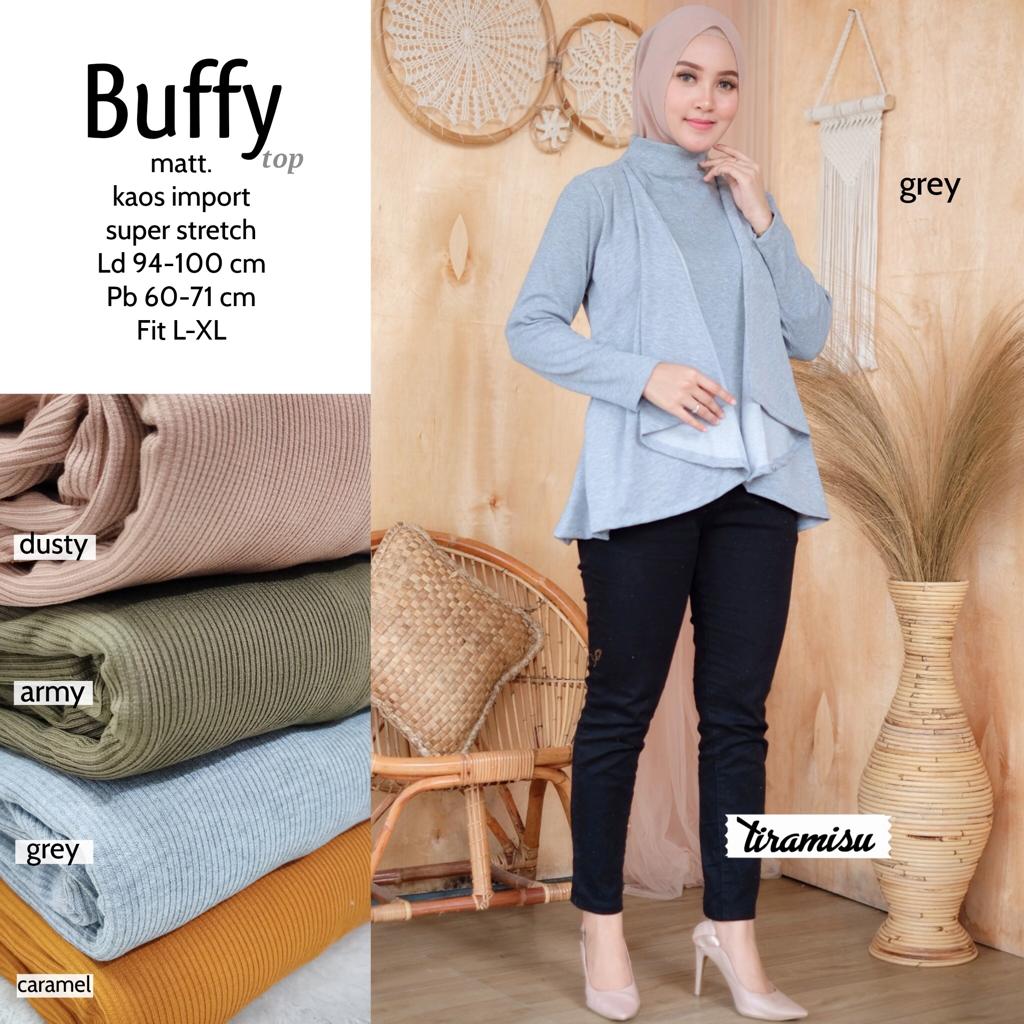 Buffy
top
matt.
kaos import
super stretch
Ld 94-100 cm
Pb 60-71 cm
Fit L-XL
dusty
army
grey
caramel
grey
tiramisu